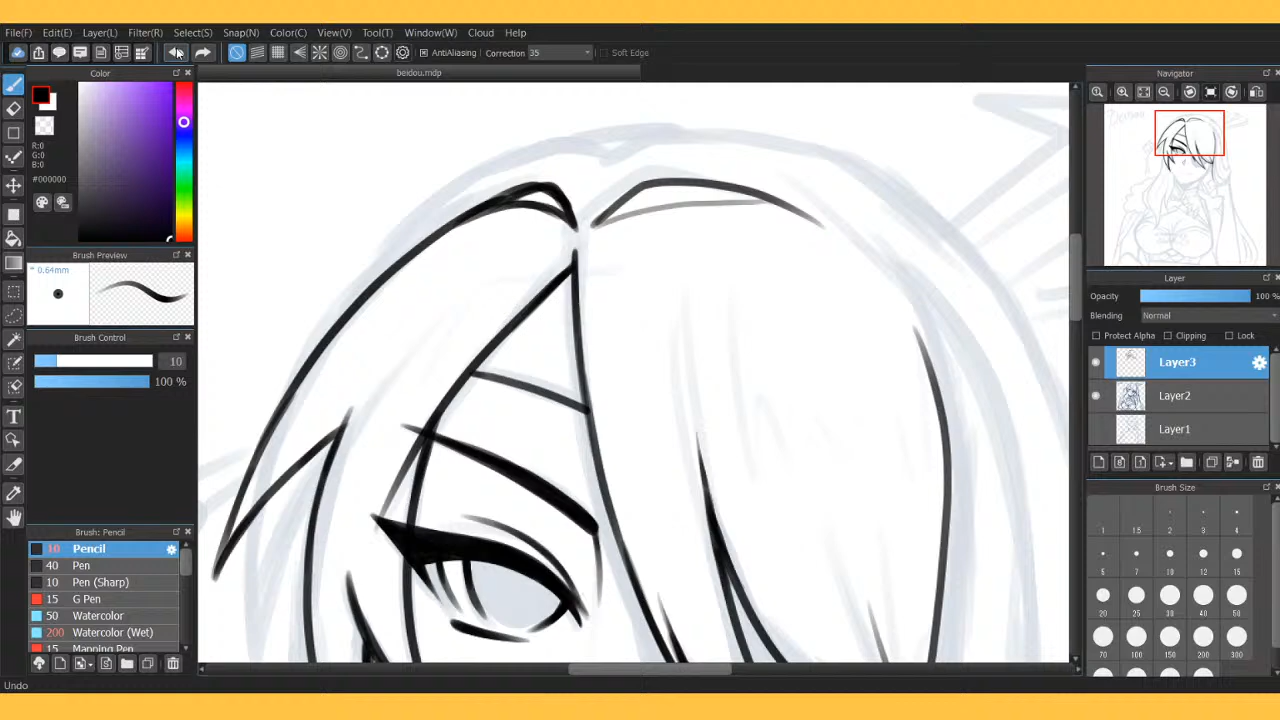 File(F) Edit(E) Layer(L) Filter(R) Select(S) Snap(N) Color(C) View(V) Tool(T) Window(W) Cloud Help
AntiAliasing Correction 35 Soft Edge
Color
beidou.mdp
Navigator
R:0
G:0
B:0
#000000
Brush Preview
0.64mm
Brush Control
10
100 %
Layer
Opacity 100 %
Blending Normal
Protect Alpha Clipping Lock
Layer3
Layer2
Layer1
Brush Size
1 1.5 2 3 4
5 7 10 12 15
20 25 30 40 50
70 100 150 200 300
Brush: Pencil
10 Pencil
40 Pen
10 Pen (Sharp)
15 G Pen
50 Watercolor
200 Watercolor (Wet)
15 Mapping Pen
Undo